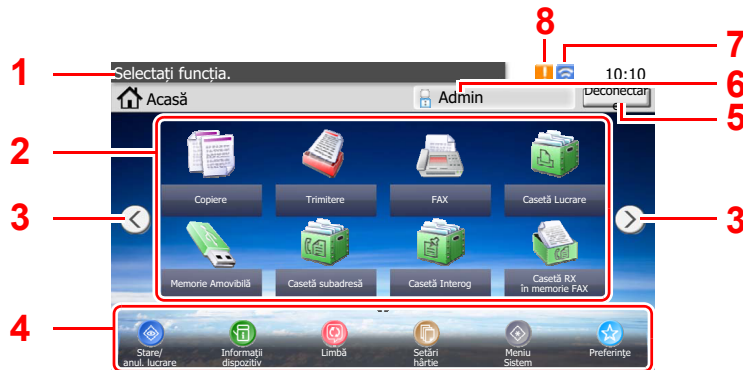 8
7
1
Selectați funcția.
10:10
6
Acasă
Admin
Deconectar
e
5
2
Copiere
Trimitere
FAX
Casetă Lucrare
3
3
Memorie Amovibilă
Casetă subadresă
Casetă Interog
Casetă RX
în memorie FAX
4
Stare/
anul. lucrare
Informații
dispozitiv
Limbă
Setări
hârtie
Meniu
Sistem
Preferințe